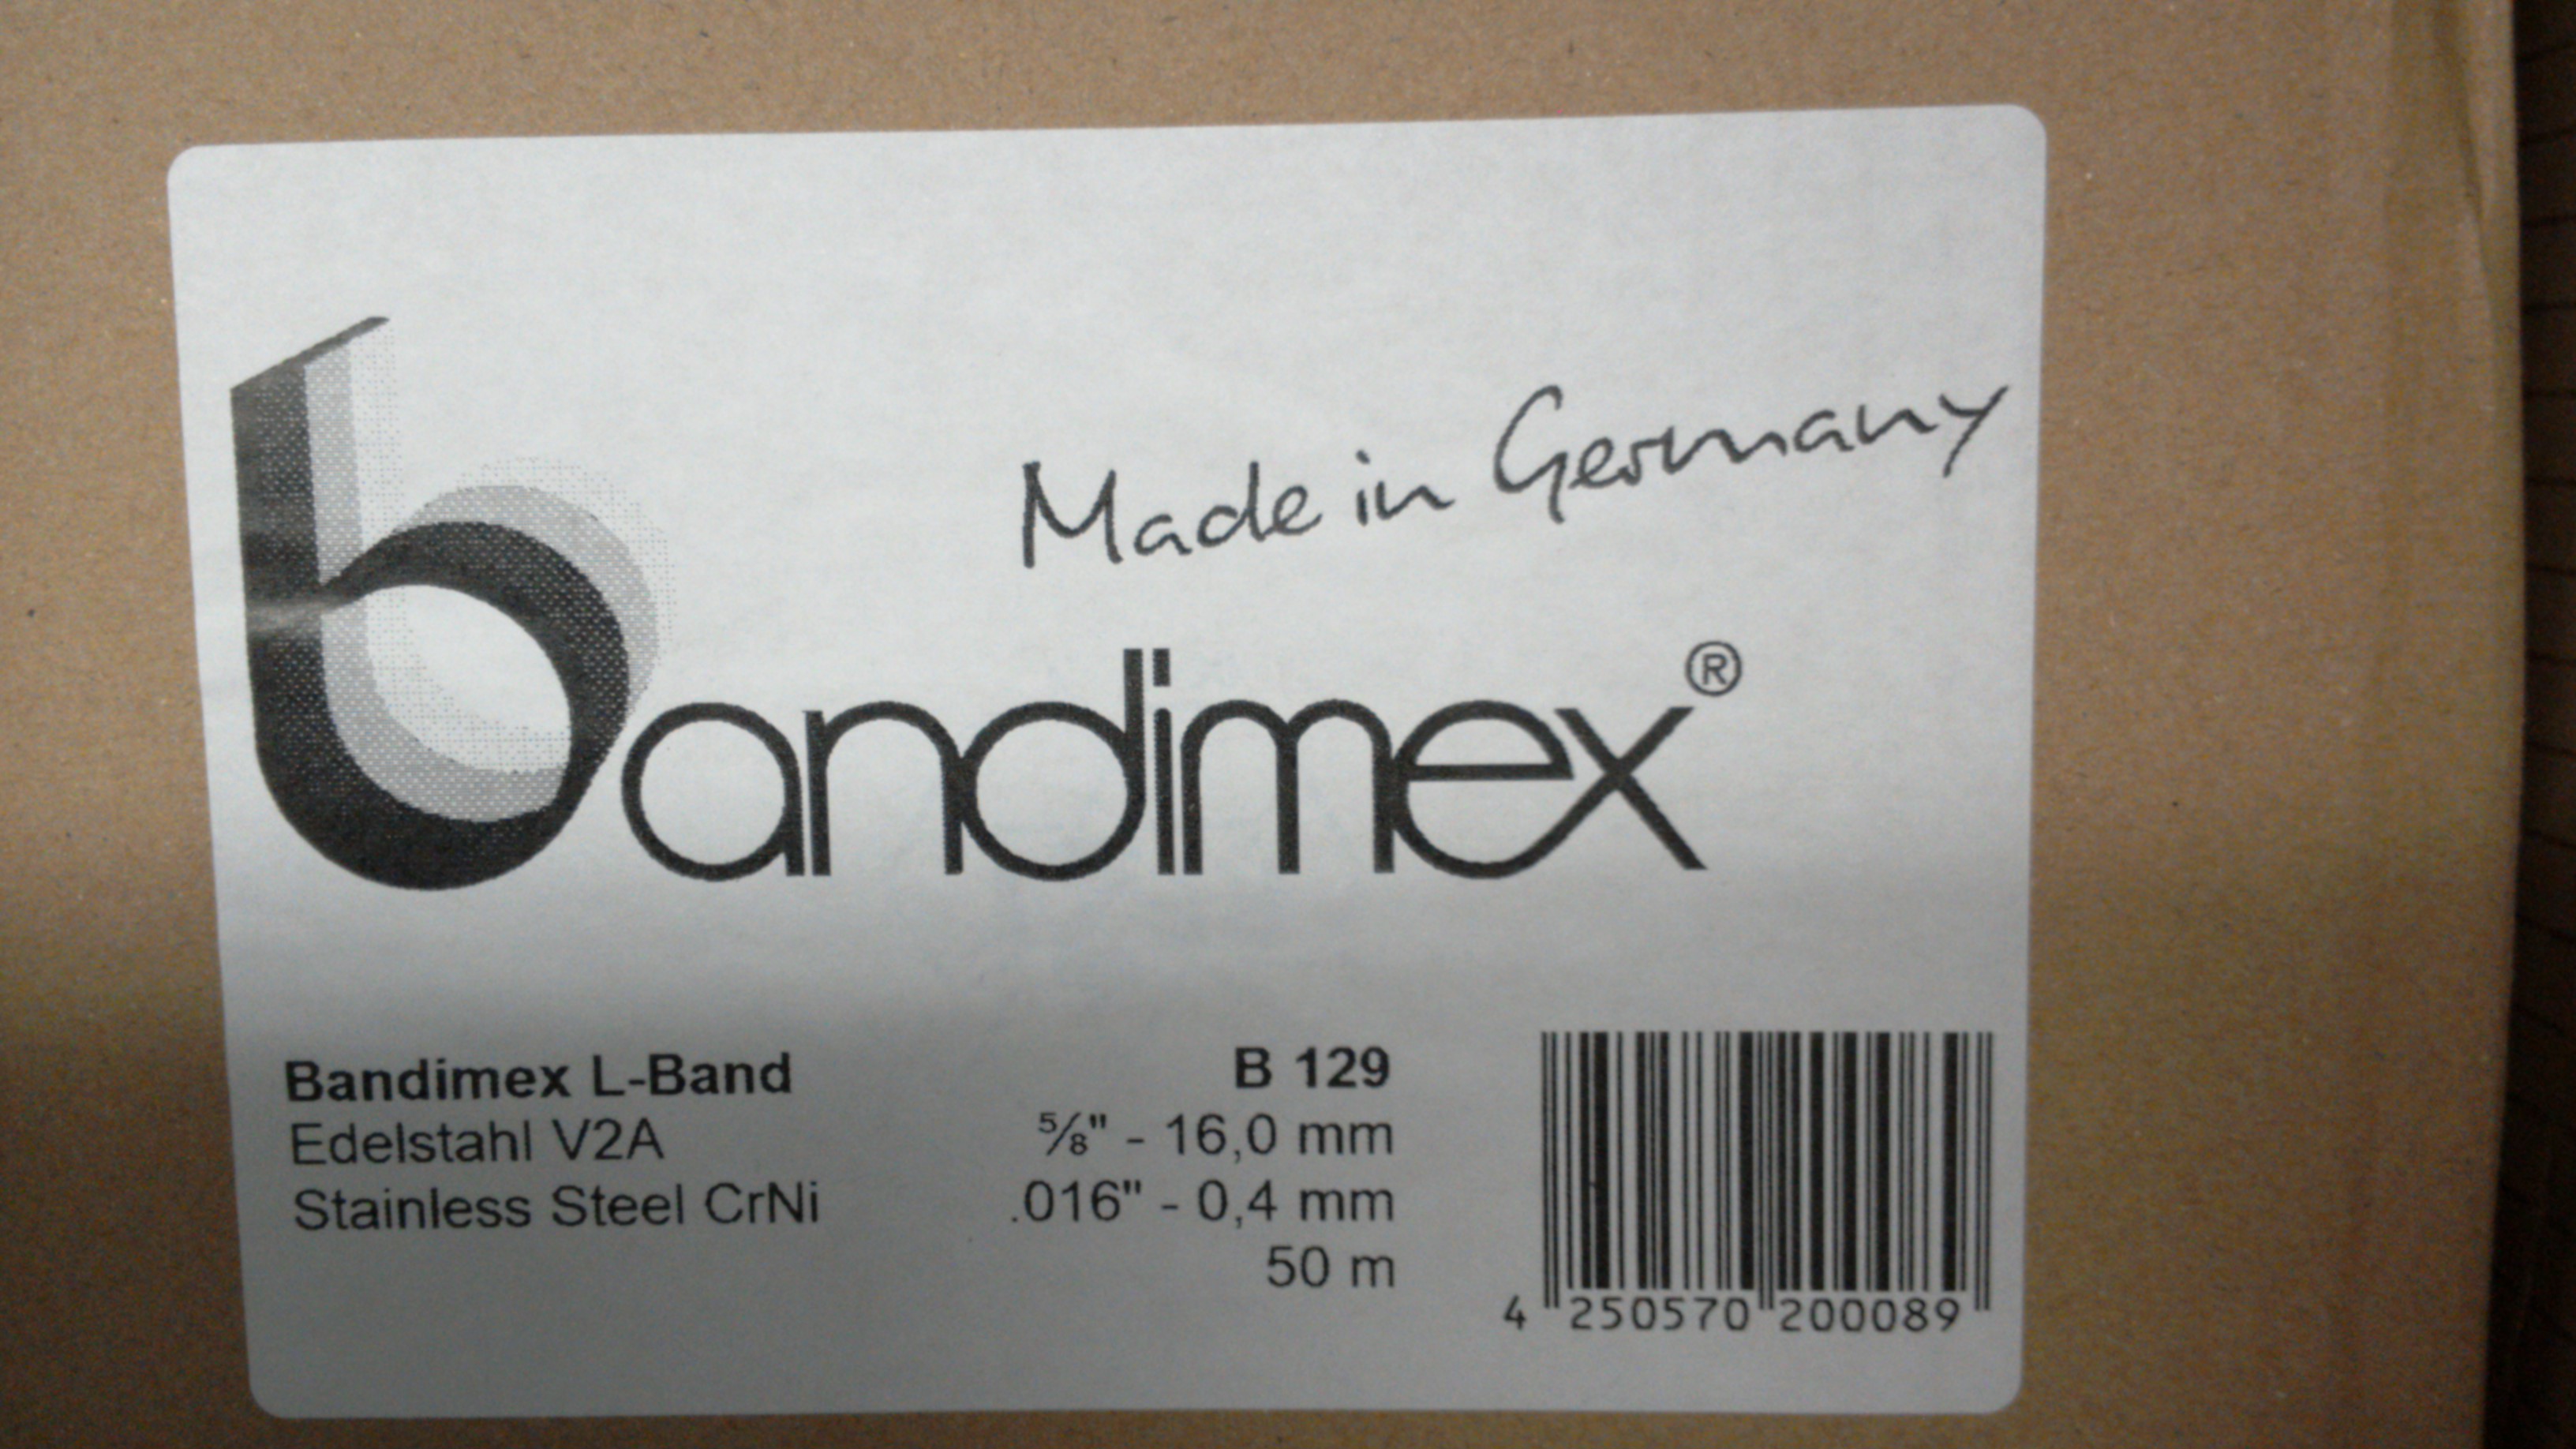 Made in Germany
bandimex®
Bandimex L-Band
Edelstahl V2A
Stainless Steel CrNi
B 129
⅝" - 16,0 mm
.016" - 0,4 mm
50 m
4 250570 200089